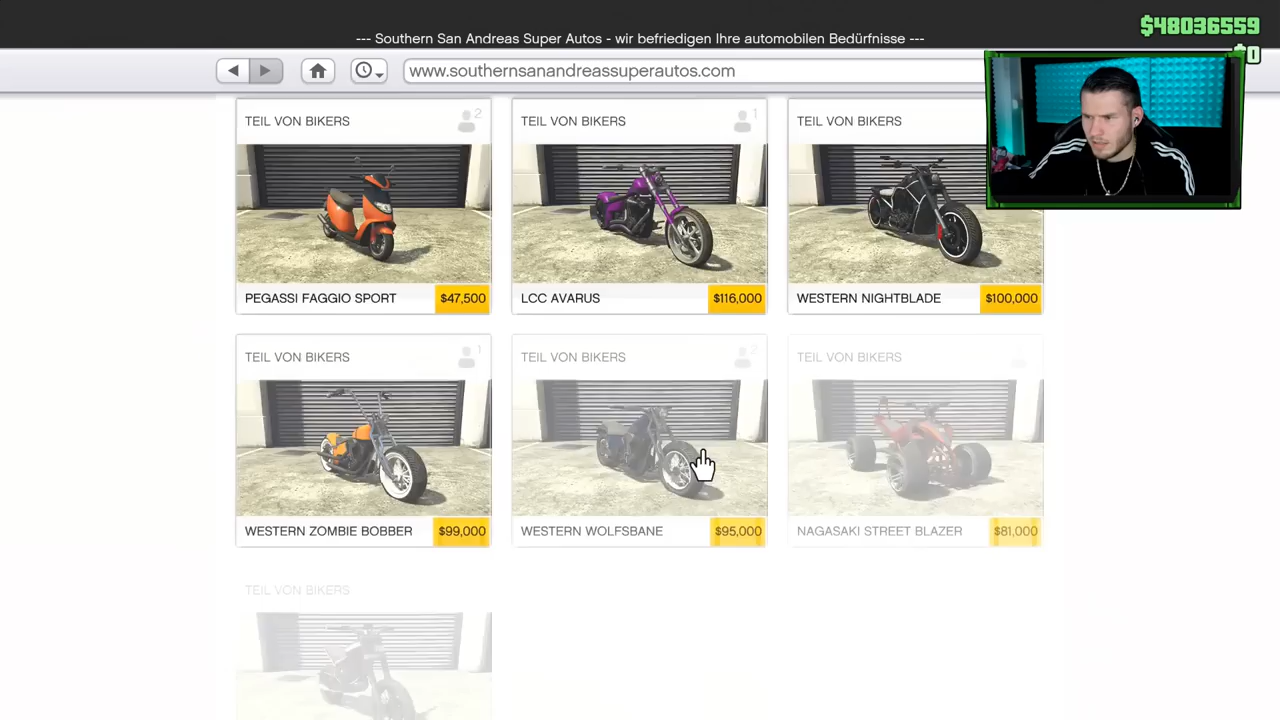 $48036559
--- Southern San Andreas Super Autos - wir befriedigen Ihre automobilen Bedürfnisse ---
$0
www.southernsanandreassuperautos.com
TEIL VON BIKERS 2
TEIL VON BIKERS 1
TEIL VON BIKERS
PEGASSI FAGGIO SPORT $47,500
LCC AVARUS $116,000
WESTERN NIGHTBLADE $100,000
TEIL VON BIKERS 1
TEIL VON BIKERS 2
TEIL VON BIKERS
WESTERN ZOMBIE BOBBER $99,000
WESTERN WOLFSBANE $95,000
NAGASAKI STREET BLAZER $81,000
TEIL VON BIKERS